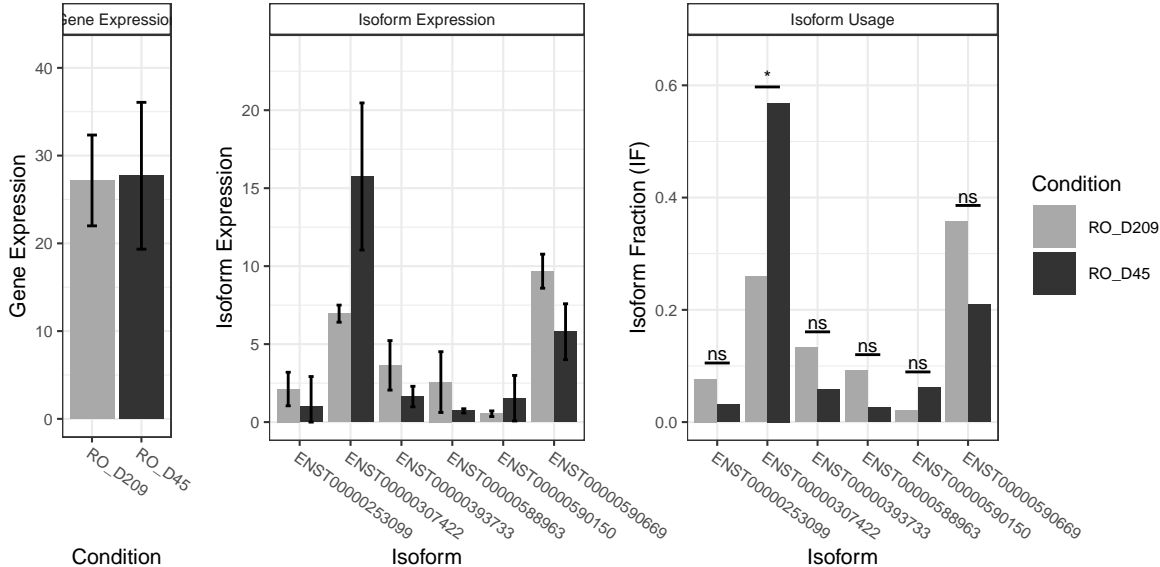 Gene Expression
Isoform Expression
Isoform Usage
Gene Expression
40
30
20
10
0
RO_D209
RO_D45
Condition
Isoform Expression
20
15
10
5
0
ENST00000253099
ENST00000307422
ENST00000393733
ENST00000588963
ENST00000590150
ENST00000590669
Isoform
Isoform Fraction (IF)
0.6
0.4
0.2
0.0
ns
*
ns
ns
ns
ns
ENST00000253099
ENST00000307422
ENST00000393733
ENST00000588963
ENST00000590150
ENST00000590669
Isoform
Condition
RO_D209
RO_D45